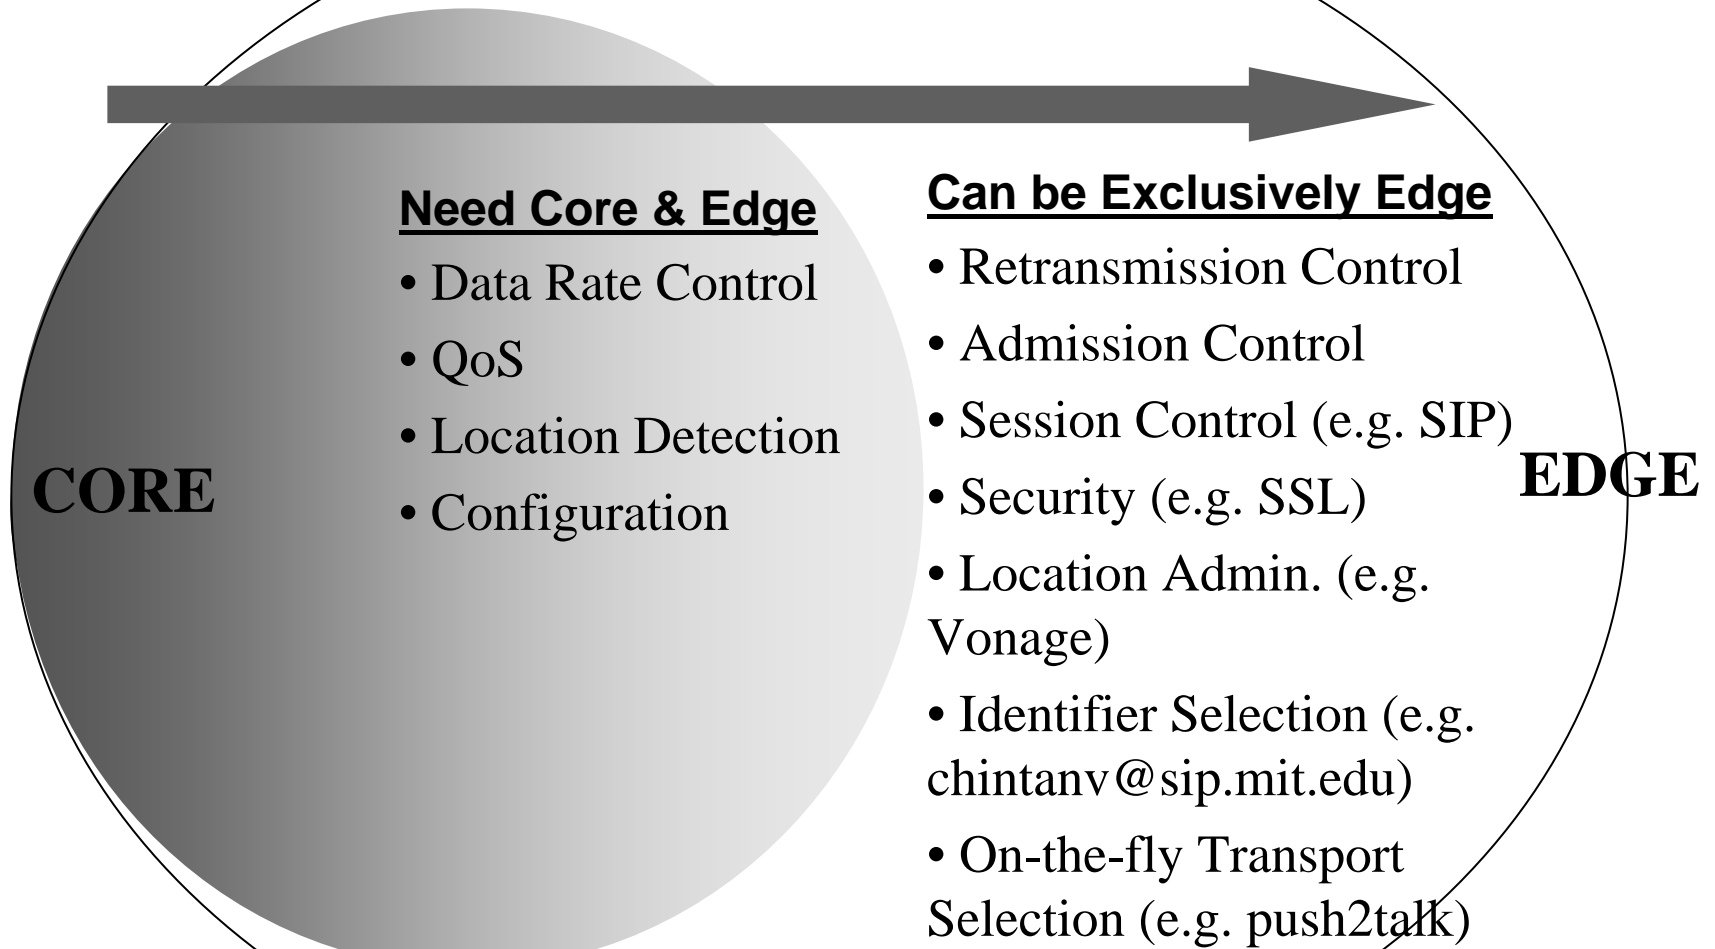 Need Core & Edge
• Data Rate Control
• QoS
• Location Detection
• Configuration
CORE
Can be Exclusively Edge
• Retransmission Control
• Admission Control
• Session Control (e.g. SIP)
• Security (e.g. SSL)
• Location Admin. (e.g.
Vonage)
• Identifier Selection (e.g.
chintanv@sip.mit.edu)
• On-the-fly Transport
Selection (e.g. push2talk)
EDGE